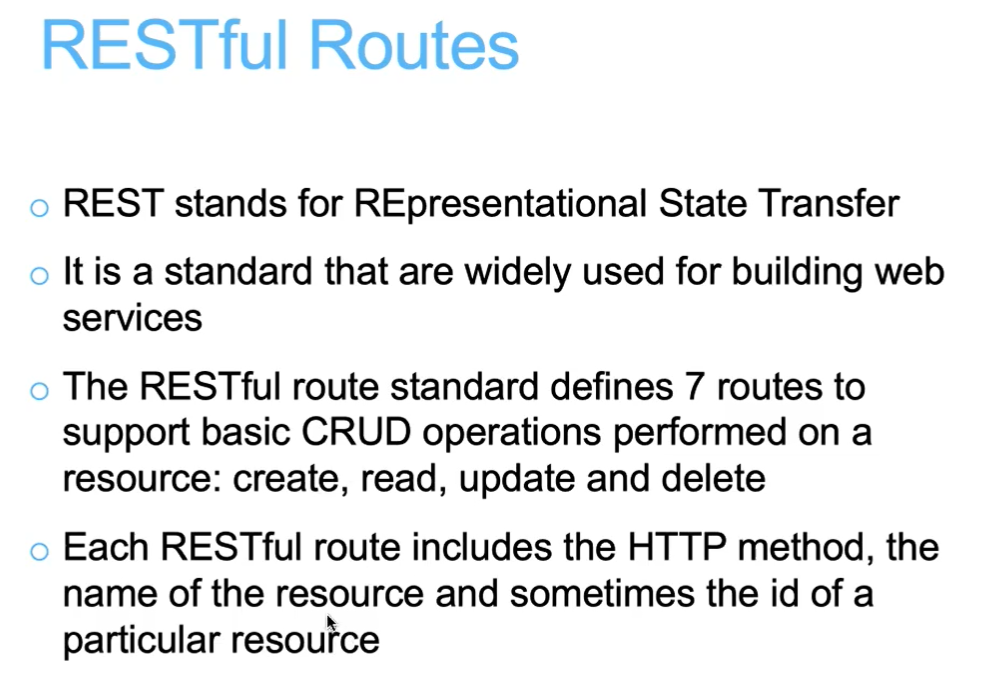 RESTful Routes
REST stands for REpresentational State Transfer
It is a standard that are widely used for building web
services
The RESTful route standard defines 7 routes to
support basic CRUD operations performed on a
resource: create, read, update and delete
Each RESTful route includes the HTTP method, the
name of the resource and sometimes the id of a
particular resource